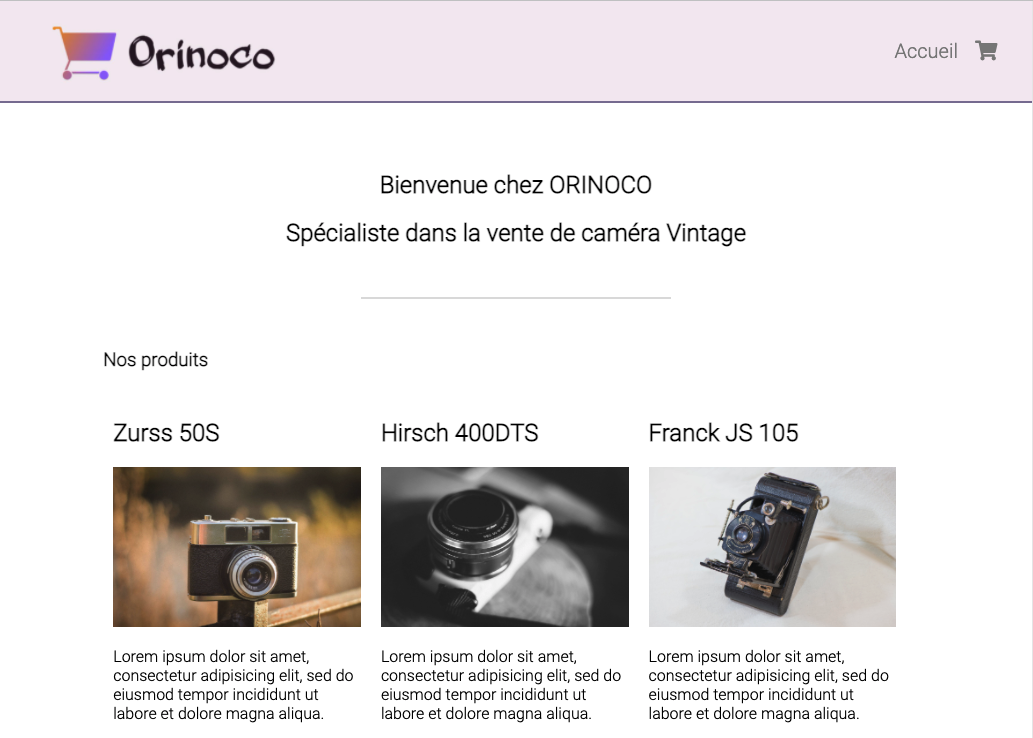 Orinoco
Accueil
Bienvenue chez ORINOCO
Spécialiste dans la vente de caméra Vintage
Nos produits
Zurss 50S
Hirsch 400DTS
Franck JS 105
Lorem ipsum dolor sit amet,
consectetur adipisicing elit, sed do
eiusmod tempor incididunt ut
labore et dolore magna aliqua.
Lorem ipsum dolor sit amet,
consectetur adipisicing elit, sed do
eiusmod tempor incididunt ut
labore et dolore magna aliqua.
Lorem ipsum dolor sit amet,
consectetur adipisicing elit, sed do
eiusmod tempor incididunt ut
labore et dolore magna aliqua.